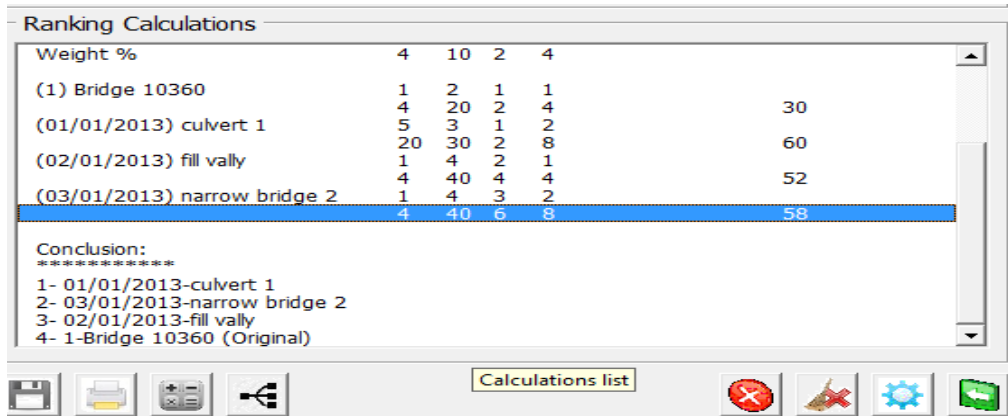 Ranking Calculations
Weight % 4 10 2 4
(1) Bridge 10360 1 2 1 1
4 20 2 4 30
(01/01/2013) culvert 1 5 3 1 2
20 30 2 8 60
(02/01/2013) fill vally 1 4 2 1
4 40 4 4 52
(03/01/2013) narrow bridge 2 1 4 3 2
4 40 6 8 58
Conclusion:
***********
1- 01/01/2013-culvert 1
2- 03/01/2013-narrow bridge 2
3- 02/01/2013-fill vally
4- 1-Bridge 10360 (Original)
Calculations list